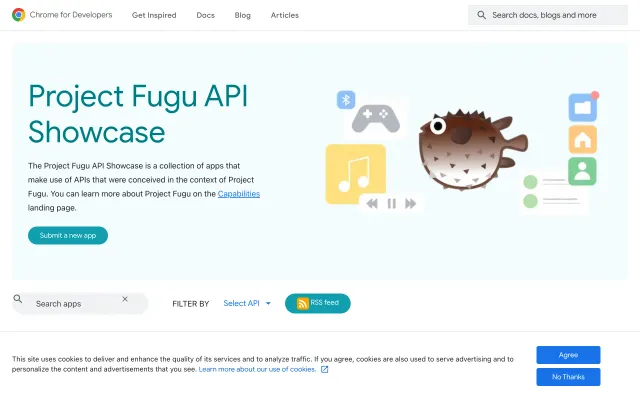 Chrome for Developers
Get Inspired
Docs
Blog
Articles
Search docs, blogs and more
Project Fugu API
Showcase
The Project Fugu API Showcase is a collection of apps that
make use of APIs that were conceived in the context of Project
Fugu. You can learn more about Project Fugu on the Capabilities
landing page.
Submit a new app
Search apps
FILTER BY
Select API
RSS feed
This site uses cookies to deliver and enhance the quality of its services and to analyze traffic. If you agree, cookies are also used to serve advertising and to
personalize the content and advertisements that you see. Learn more about our use of cookies.
Agree
No Thanks